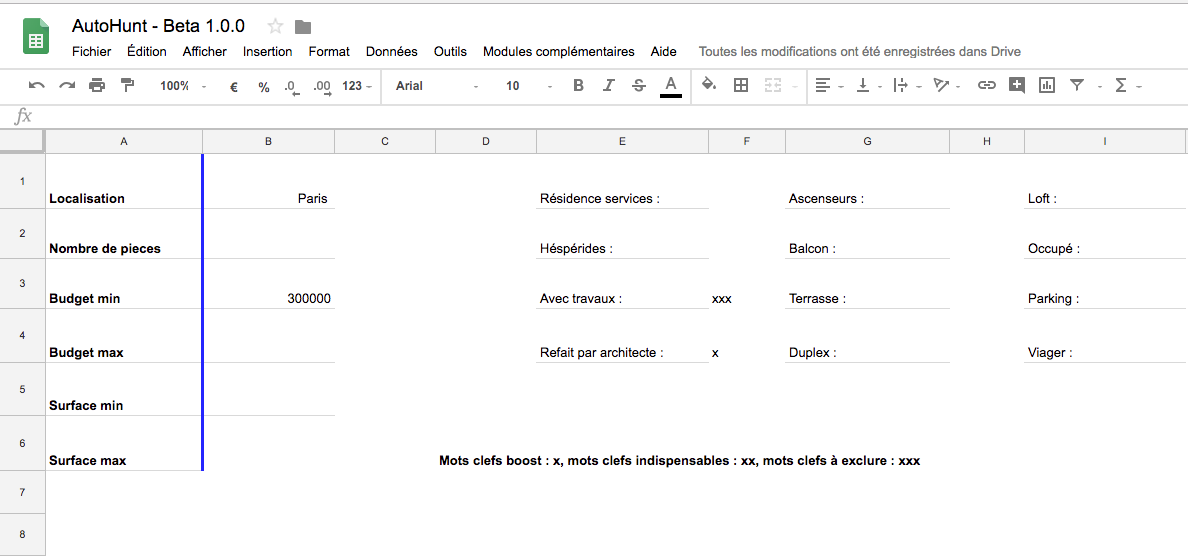 AutoHunt - Beta 1.0.0
Fichier Édition Afficher Insertion Format Données Outils Modules complémentaires Aide Toutes les modifications ont été enregistrées dans Drive
100% € % .0 .00 123 Arial 10 B I S A Σ
fx
A B C D E F G H I
1 Localisation Paris Résidence services : Ascenseurs : Loft :
2 Nombre de pieces Héspérides : Balcon : Occupé :
3 Budget min 300000 Avec travaux : xxx Terrasse : Parking :
4 Budget max Refait par architecte : x Duplex : Viager :
5 Surface min
6 Surface max Mots clefs boost : x, mots clefs indispensables : xx, mots clefs à exclure : xxx
7
8